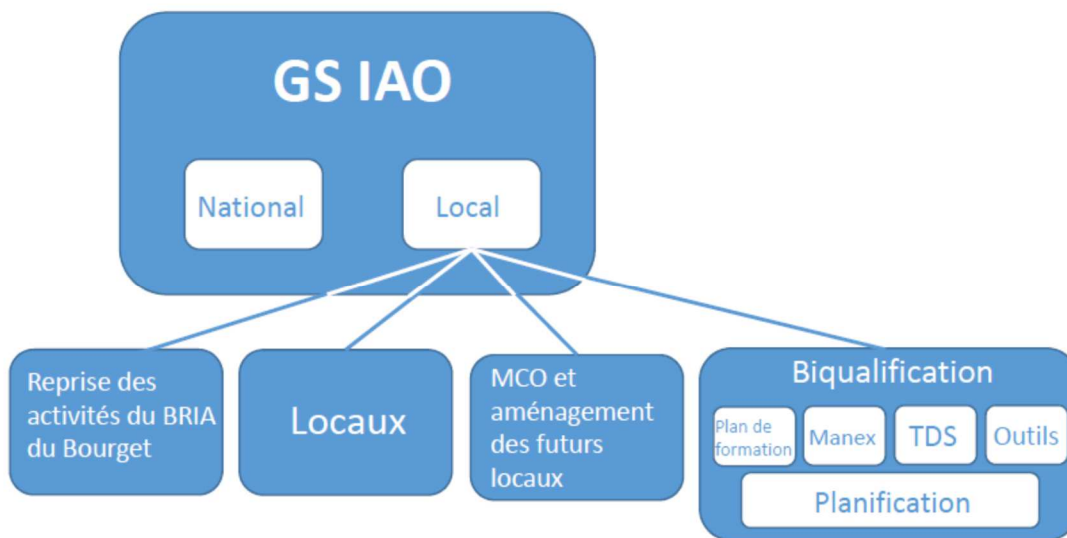 GS IAO
National
Local
Reprise des
activités du BRIA
du Bourget
Locaux
MCO et
aménagement
des futurs
locaux
Biqualification
Plan de
formation
Manex
TDS
Outils
Planification